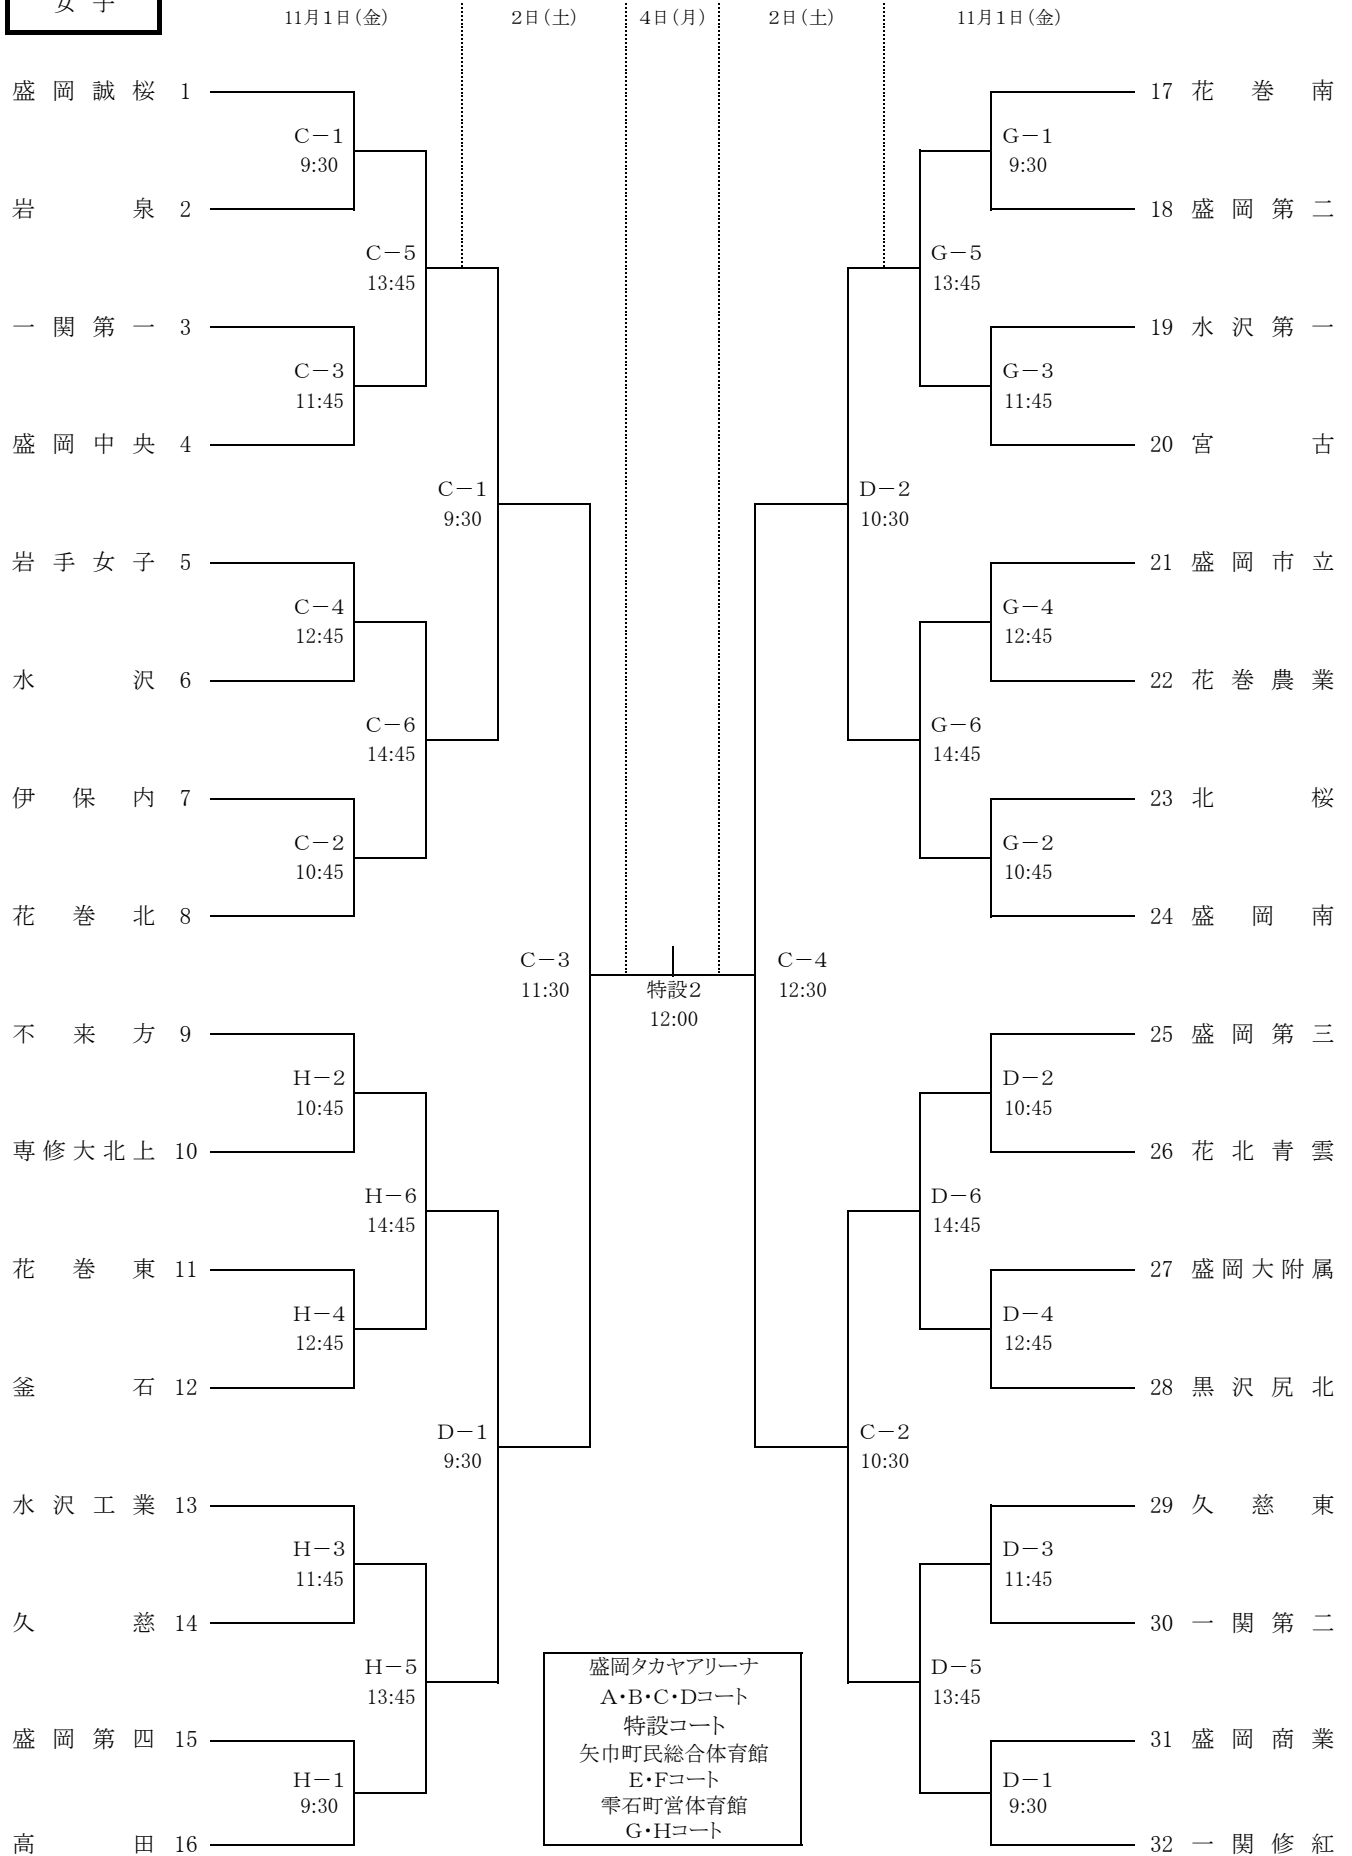 女子
11月1日(金) 2日(土) 4日(月) 2日(土) 11月1日(金)
盛岡誠桜 1
C－1
9:30
岩泉 2
C－5
13:45
一関第一 3
C－3
11:45
盛岡中央 4
C－1
9:30
岩手女子 5
C－4
12:45
水沢 6
C－6
14:45
伊保内 7
C－2
10:45
花巻北 8
C－3
11:30
不来方 9
H－2
10:45
専修大北上 10
H－6
14:45
花巻東 11
H－4
12:45
釜石 12
D－1
9:30
水沢工業 13
H－3
11:45
久慈 14
H－5
13:45
盛岡第四 15
H－1
9:30
高田 16
特設2
12:00
17 花巻南
G－1
9:30
18 盛岡第二
G－5
13:45
19 水沢第一
G－3
11:45
20 宮古
D－2
10:30
21 盛岡市立
G－4
12:45
22 花巻農業
G－6
14:45
23 北桜
G－2
10:45
24 盛岡南
C－4
12:30
25 盛岡第三
D－2
10:45
26 花北青雲
D－6
14:45
27 盛岡大附属
D－4
12:45
28 黒沢尻北
C－2
10:30
29 久慈東
D－3
11:45
30 一関第二
D－5
13:45
31 盛岡商業
D－1
9:30
32 一関修紅
盛岡タカヤアリーナ
A・B・C・Dコート
特設コート
矢巾町民総合体育館
E・Fコート
雫石町営体育館
G・Hコート